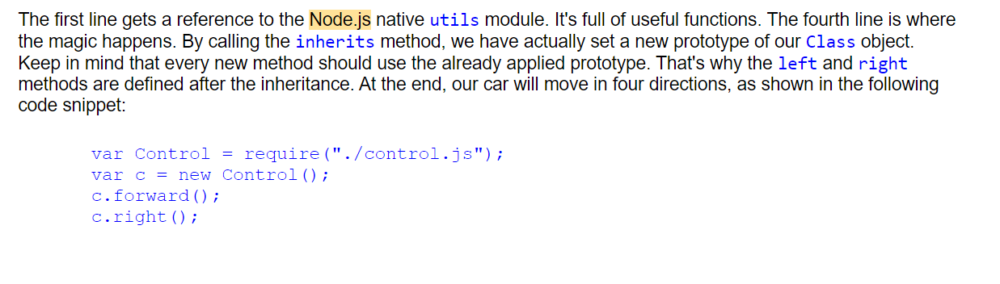 The first line gets a reference to the Node.js native utils module. It's full of useful functions. The fourth line is where
the magic happens. By calling the inherits method, we have actually set a new prototype of our Class object.
Keep in mind that every new method should use the already applied prototype. That's why the left and right
methods are defined after the inheritance. At the end, our car will move in four directions, as shown in the following
code snippet:
var Control = require("./control.js");
var c = new Control();
c.forward();
c.right();